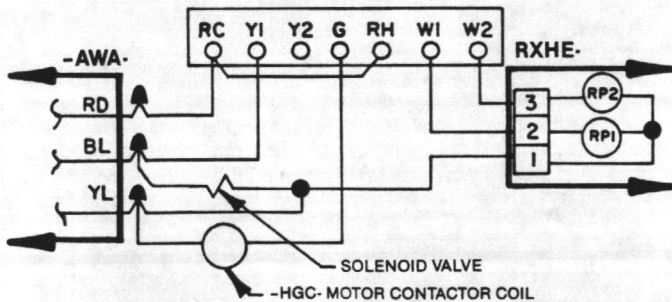 RC Y1 Y2 G RH W1 W2
-AWA-
RXHE-
RD
BL
YL
3
2
1
RP2
RP1
SOLENOID VALVE
-HGC- MOTOR CONTACTOR COIL